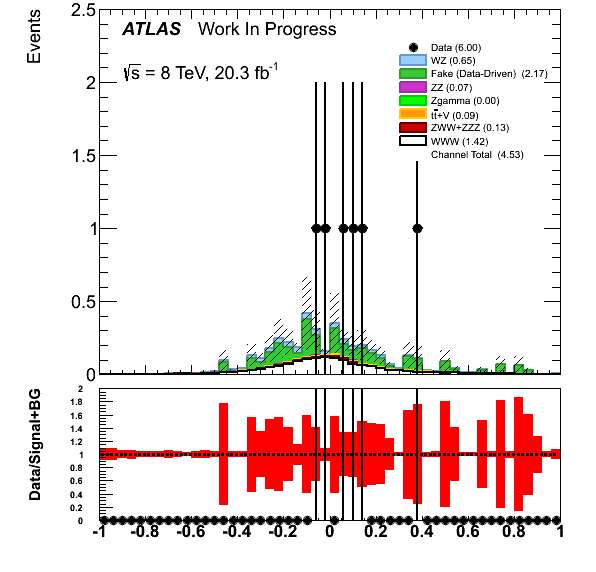 2.5
Events
ATLAS Work In Progress
√s = 8 TeV, 20.3 fb-1
Data (6.00)
WZ (0.65)
Fake (Data-Driven) (2.17)
ZZ (0.07)
Zgamma (0.00)
tt+V (0.09)
ZWW+ZZZ (0.13)
WWW (1.42)
Channel Total (4.53)
2
1.5
1
0.5
0
Data/Signal+BG
2
1.8
1.6
1.4
1.2
1
0.8
0.6
0.4
0.2
0
-1 -0.8 -0.6 -0.4 -0.2 0 0.2 0.4 0.6 0.8 1